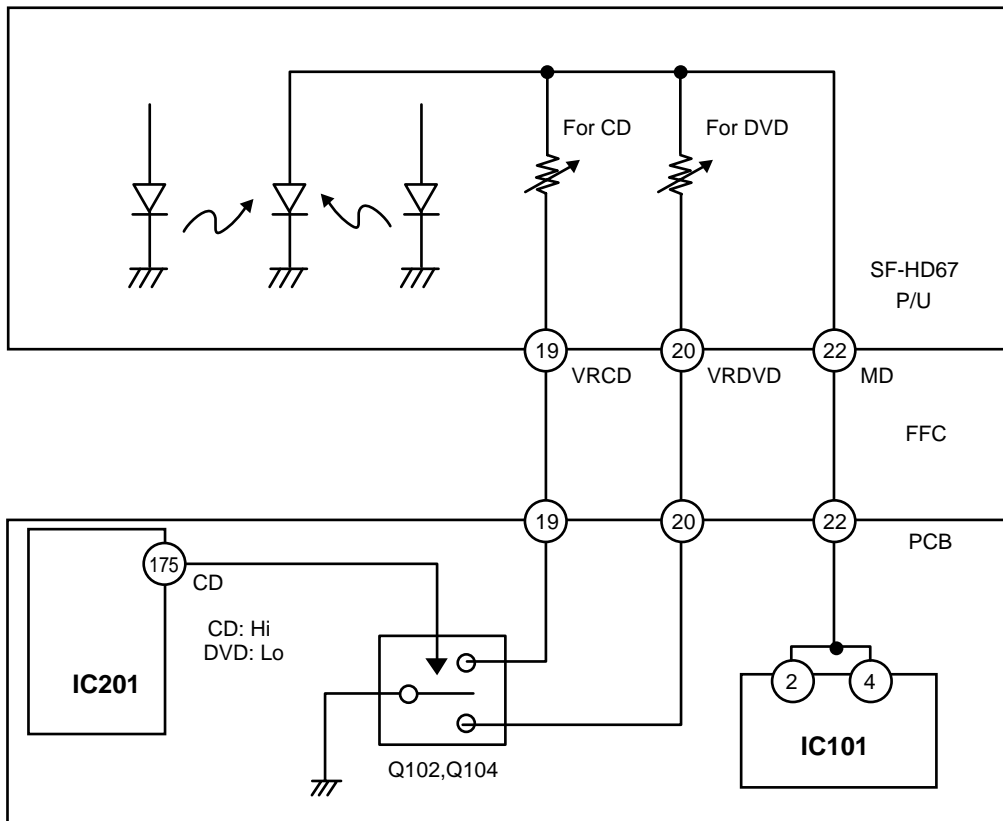 For CD
For DVD
SF-HD67
P/U
19
20
22
VRCD
VRDVD
MD
FFC
19
20
22
PCB
175
CD
CD: Hi
DVD: Lo
IC201
2
4
IC101
Q102,Q104